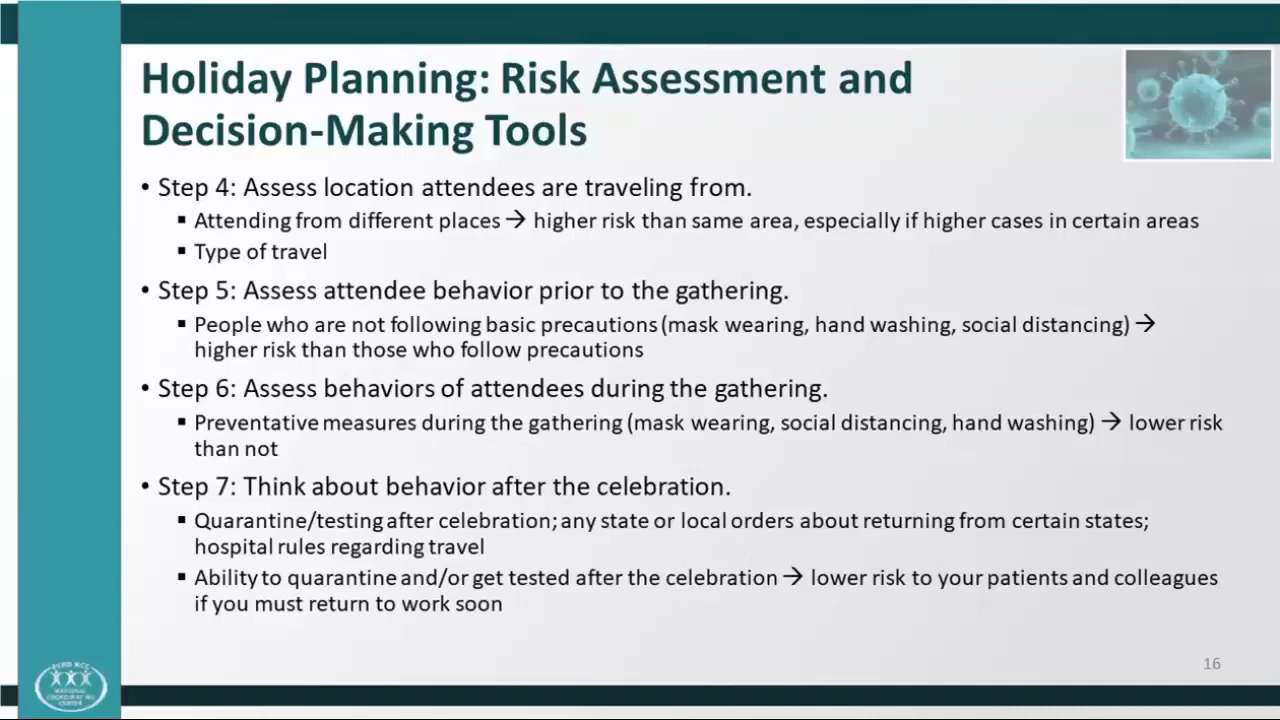 Holiday Planning: Risk Assessment and
Decision-Making Tools
• Step 4: Assess location attendees are traveling from.
▪ Attending from different places → higher risk than same area, especially if higher cases in certain areas
▪ Type of travel
• Step 5: Assess attendee behavior prior to the gathering.
▪ People who are not following basic precautions (mask wearing, hand washing, social distancing) →
higher risk than those who follow precautions
• Step 6: Assess behaviors of attendees during the gathering.
▪ Preventative measures during the gathering (mask wearing, social distancing, hand washing) → lower risk
than not
• Step 7: Think about behavior after the celebration.
▪ Quarantine/testing after celebration; any state or local orders about returning from certain states;
hospital rules regarding travel
▪ Ability to quarantine and/or get tested after the celebration → lower risk to your patients and colleagues
if you must return to work soon
16
NATIONAL
COORDINATING
CENTER